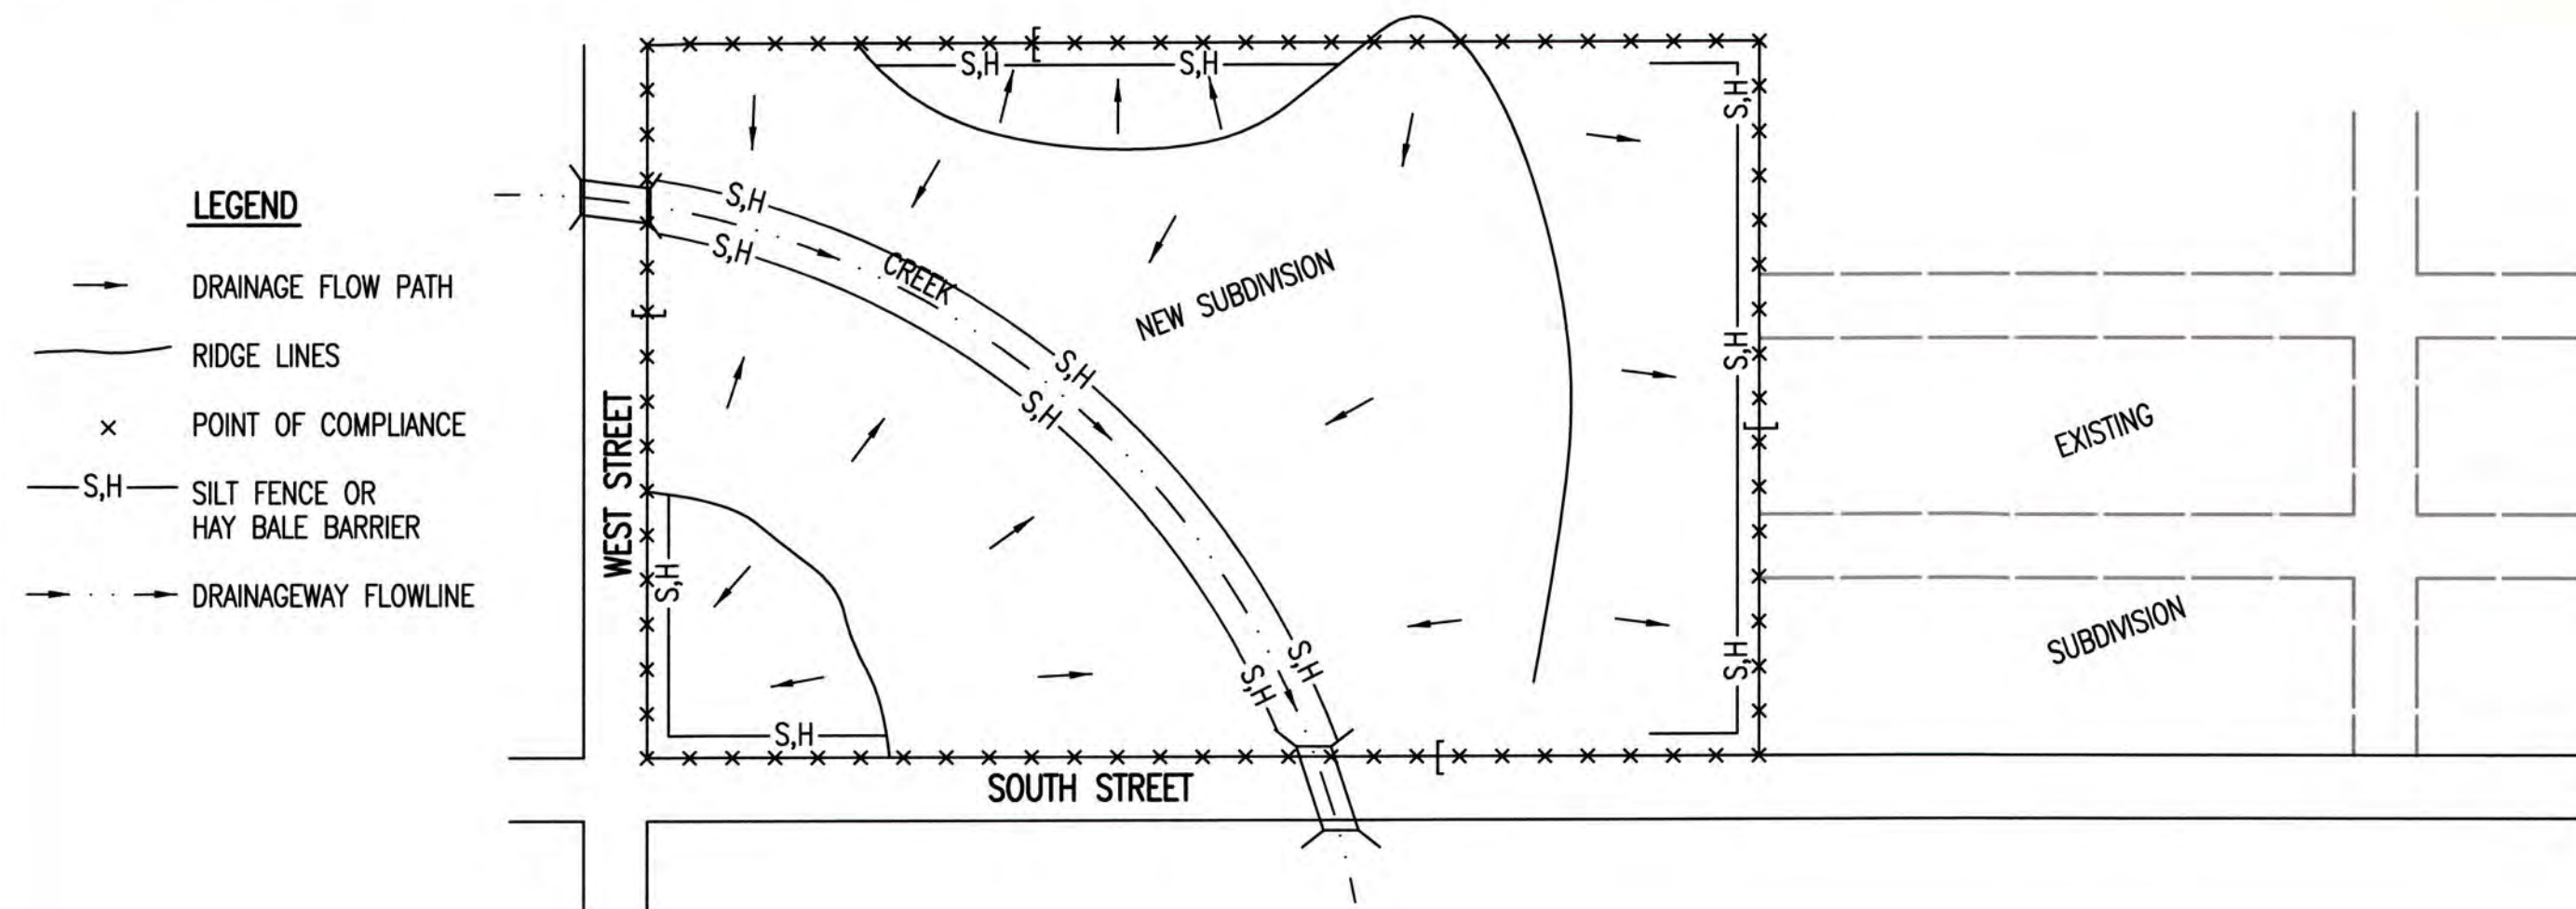 LEGEND
DRAINAGE FLOW PATH
RIDGE LINES
POINT OF COMPLIANCE
S,H
SILT FENCE OR
HAY BALE BARRIER
DRAINAGEWAY FLOWLINE
S,H
S,H
S,H
S,H
S,H
CREEK
NEW SUBDIVISION
S,H
S,H
S,H
WEST STREET
EXISTING
S,H
SUBDIVISION
S,H
S,H
S,H
S,H
SOUTH STREET